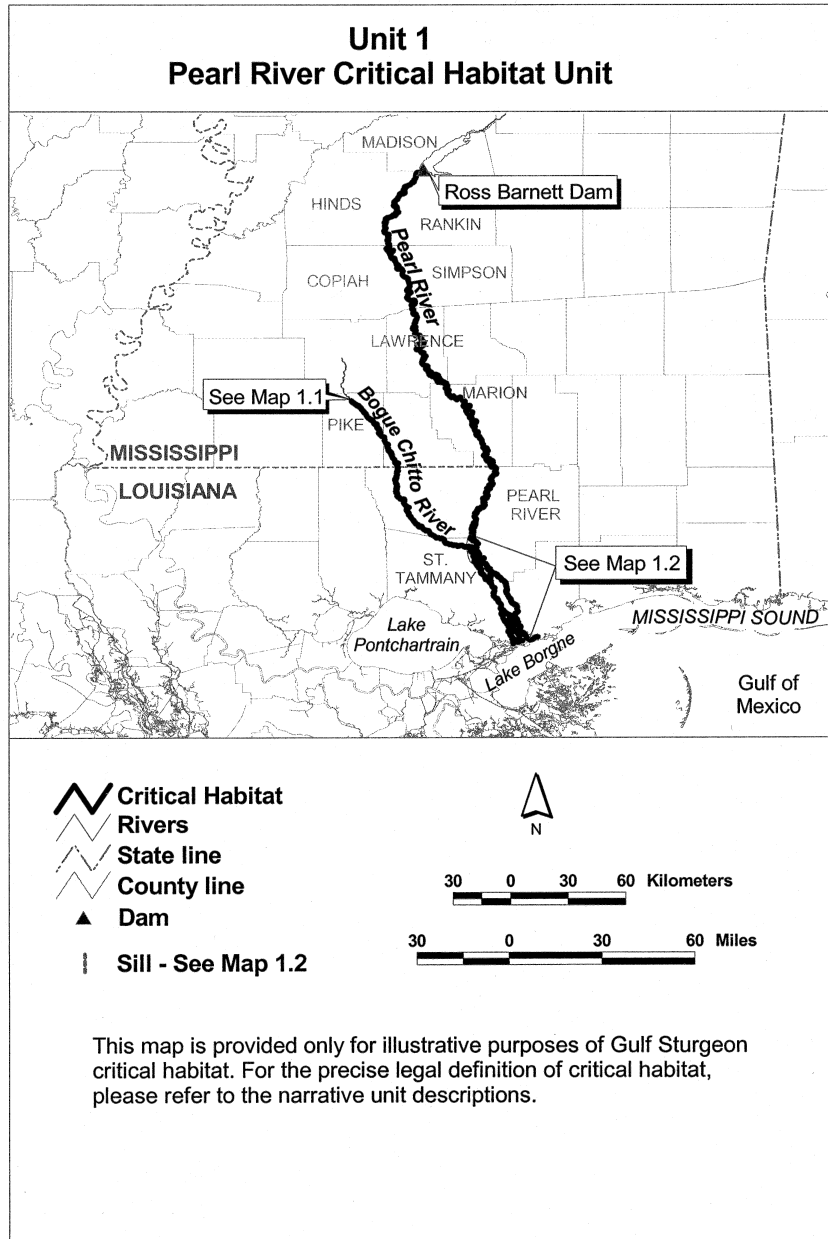 Unit 1
Pearl River Critical Habitat Unit
MADISON
Ross Barnett Dam
HINDS
RANKIN
Pearl River
COPIAH
SIMPSON
LAWRENCE
See Map 1.1
Bogue Chitto River
MARION
PIKE
MISSISSIPPI
LOUISIANA
PEARL
RIVER
ST.
TAMMANY
See Map 1.2
Lake
Pontchartrain
MISSISSIPPI SOUND
Lake Borgne
Gulf of
Mexico
Critical Habitat
Rivers
State line
County line
Dam
Sill - See Map 1.2
N
30 0 30 60 Kilometers
30 0 30 60 Miles
This map is provided only for illustrative purposes of Gulf Sturgeon
critical habitat. For the precise legal definition of critical habitat,
please refer to the narrative unit descriptions.